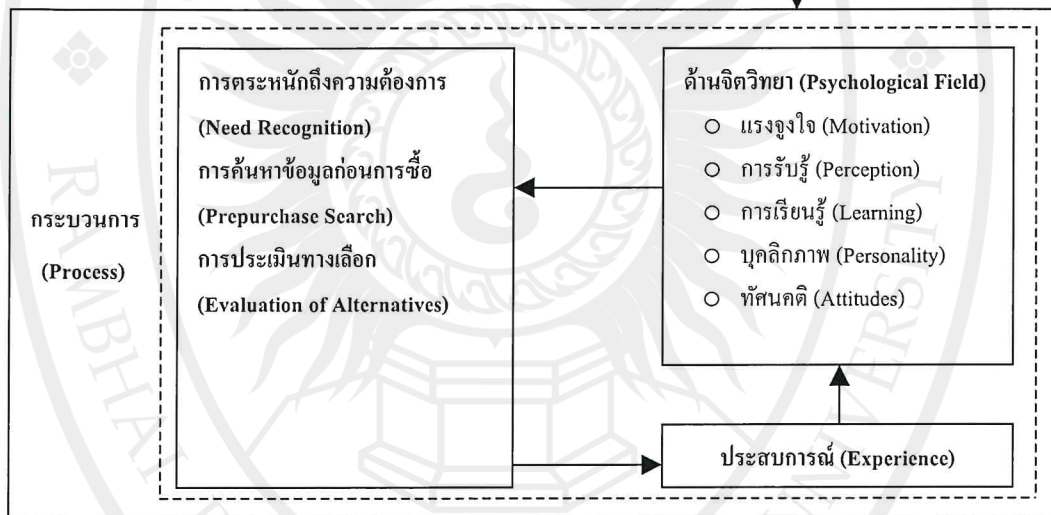 กระบวนการ
(Process)
การตระหนักถึงความต้องการ
(Need Recognition)
การค้นหาข้อมูลก่อนการซื้อ
(Prepurchase Search)
การประเมินทางเลือก
(Evaluation of Alternatives)
ด้านจิตวิทยา (Psychological Field)
แรงจูงใจ (Motivation)
การรับรู้ (Perception)
การเรียนรู้ (Learning)
บุคลิกภาพ (Personality)
ทัศนคติ (Attitudes)
ประสบการณ์ (Experience)